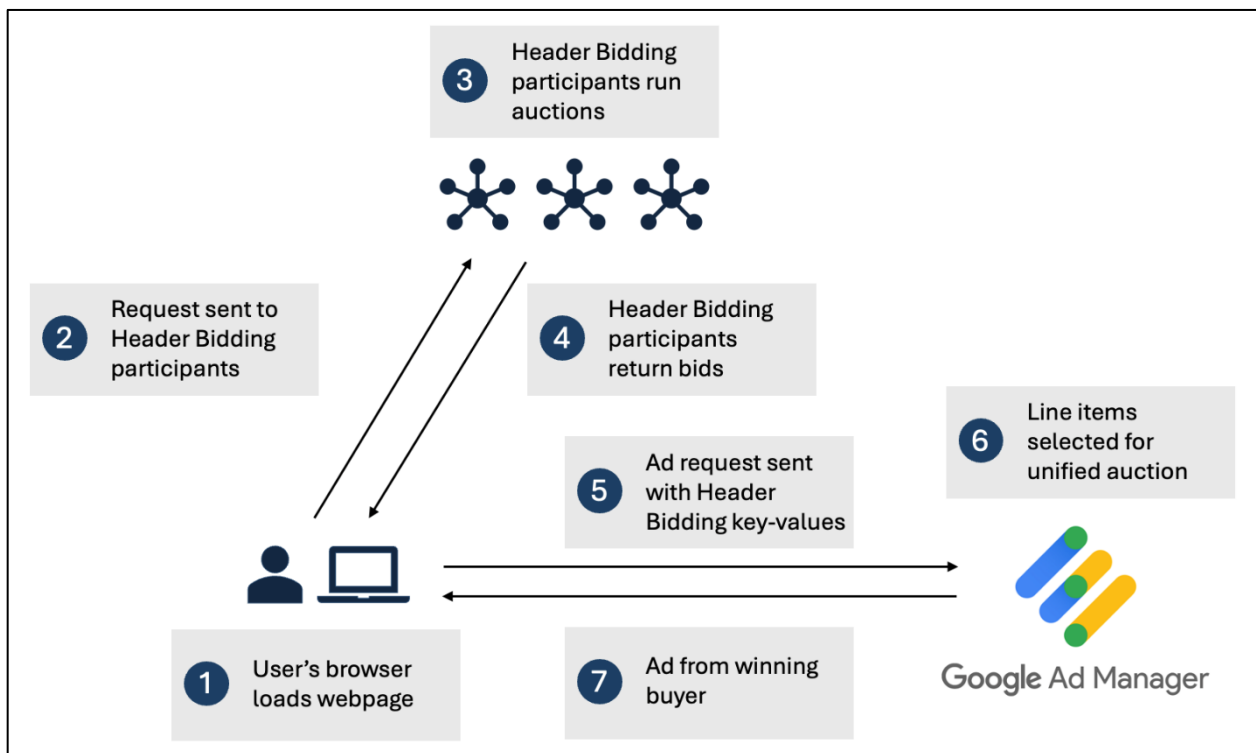 1
User's browser
loads webpage
2
Request sent to
Header Bidding
participants
3
Header Bidding
participants run
auctions
4
Header Bidding
participants
return bids
5
Ad request sent
with Header
Bidding key-values
6
Line items
selected for
unified auction
Google Ad Manager
7
Ad from winning
buyer